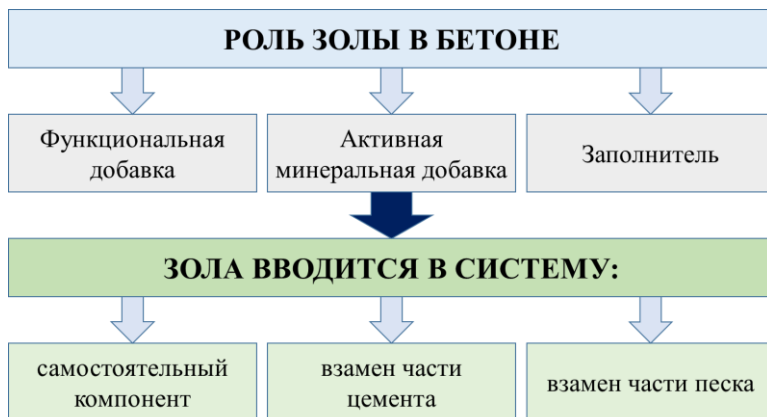 РОЛЬ ЗОЛЫ В БЕТОНЕ
Функциональная
добавка
Активная
минеральная добавка
Заполнитель
ЗОЛА ВВОДИТСЯ В СИСТЕМУ:
самостоятельный
компонент
взамен части
цемента
взамен части песка